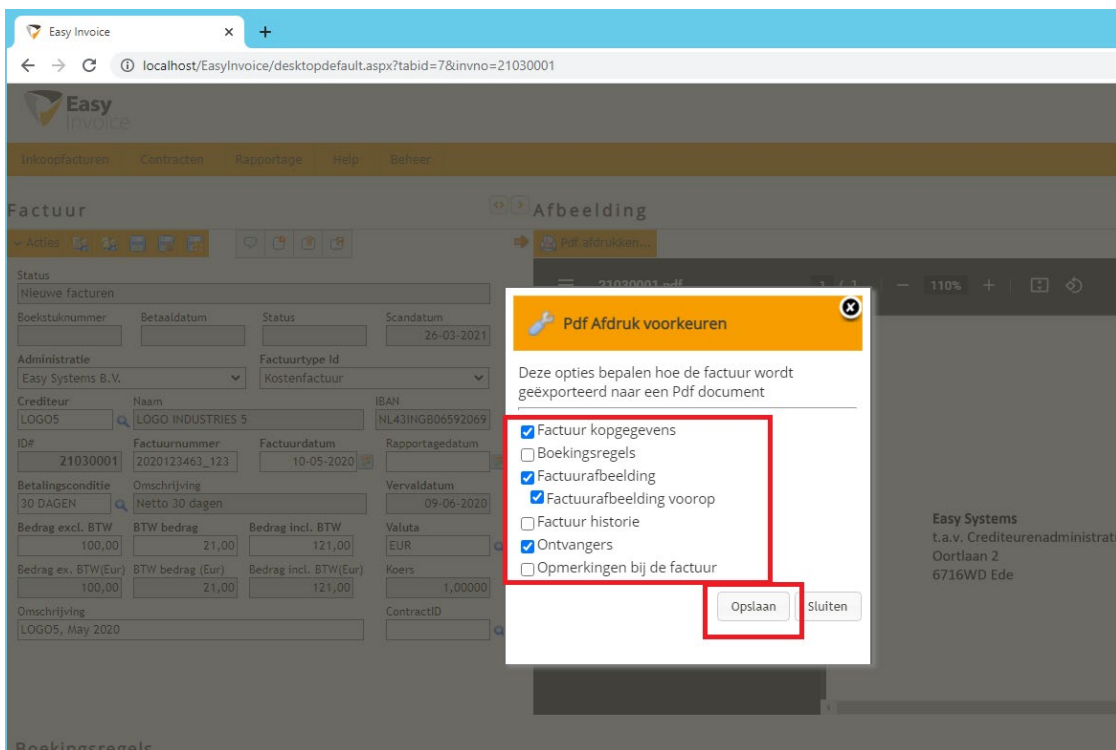 Easy Invoice
localhost/EasyInvoice/desktopdefault.aspx?tabid=7&invno=21030001
Easy
Invoice
Inkoopfacturen Contracten Rapportage Help Beheer
Factuur
Afbeelding
Acties
Pdf afdrukken...
Status
Nieuwe facturen
21030001.pdf 1 / 1 110%
Boekstuknummer Betaaldatum Status Scandatum
26-03-2021
Administratie Factuurtype Id
Easy Systems B.V. Kostenfactuur
Crediteur Naam IBAN
LOGO5 LOGO INDUSTRIES 5 NL43INGB06592069
ID# Factuurnummer Factuurdatum Rapportagedatum
21030001 2020123463_123 10-05-2020
Betalingsconditie Omschrijving Vervaldatum
30 DAGEN Netto 30 dagen 09-06-2020
Bedrag excl. BTW BTW bedrag Bedrag incl. BTW Valuta
100,00 21,00 121,00 EUR
Bedrag ex. BTW(Eur) BTW bedrag (Eur) Bedrag incl. BTW(Eur) Koers
100,00 21,00 121,00 1,00000
Omschrijving ContractID
LOGO5, May 2020
Pdf Afdruk voorkeuren
Deze opties bepalen hoe de factuur wordt
geëxporteerd naar een Pdf document
Factuur kopgegevens
Boekingsregels
Factuurafbeelding
Factuurafbeelding voorop
Factuur historie
Ontvangers
Opmerkingen bij de factuur
Opslaan Sluiten
Easy Systems
t.a.v. Crediteurenadministrati
Oortlaan 2
6716WD Ede
Boekingsregels